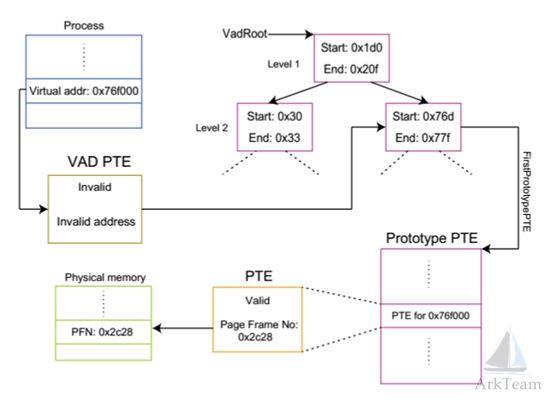 Process
Virtual addr: 0x76f000
VadRoot
Level 1
Start: 0x1d0
End: 0x20f
Level 2
Start: 0x30
End: 0x33
Start: 0x76d
End: 0x77f
FirstPrototypePTE
VAD PTE
Invalid
Invalid address
Prototype PTE
PTE for 0x76f000
PTE
Valid
Page Frame No:
0x2c28
Physical memory
PFN: 0x2c28
ArkTeam